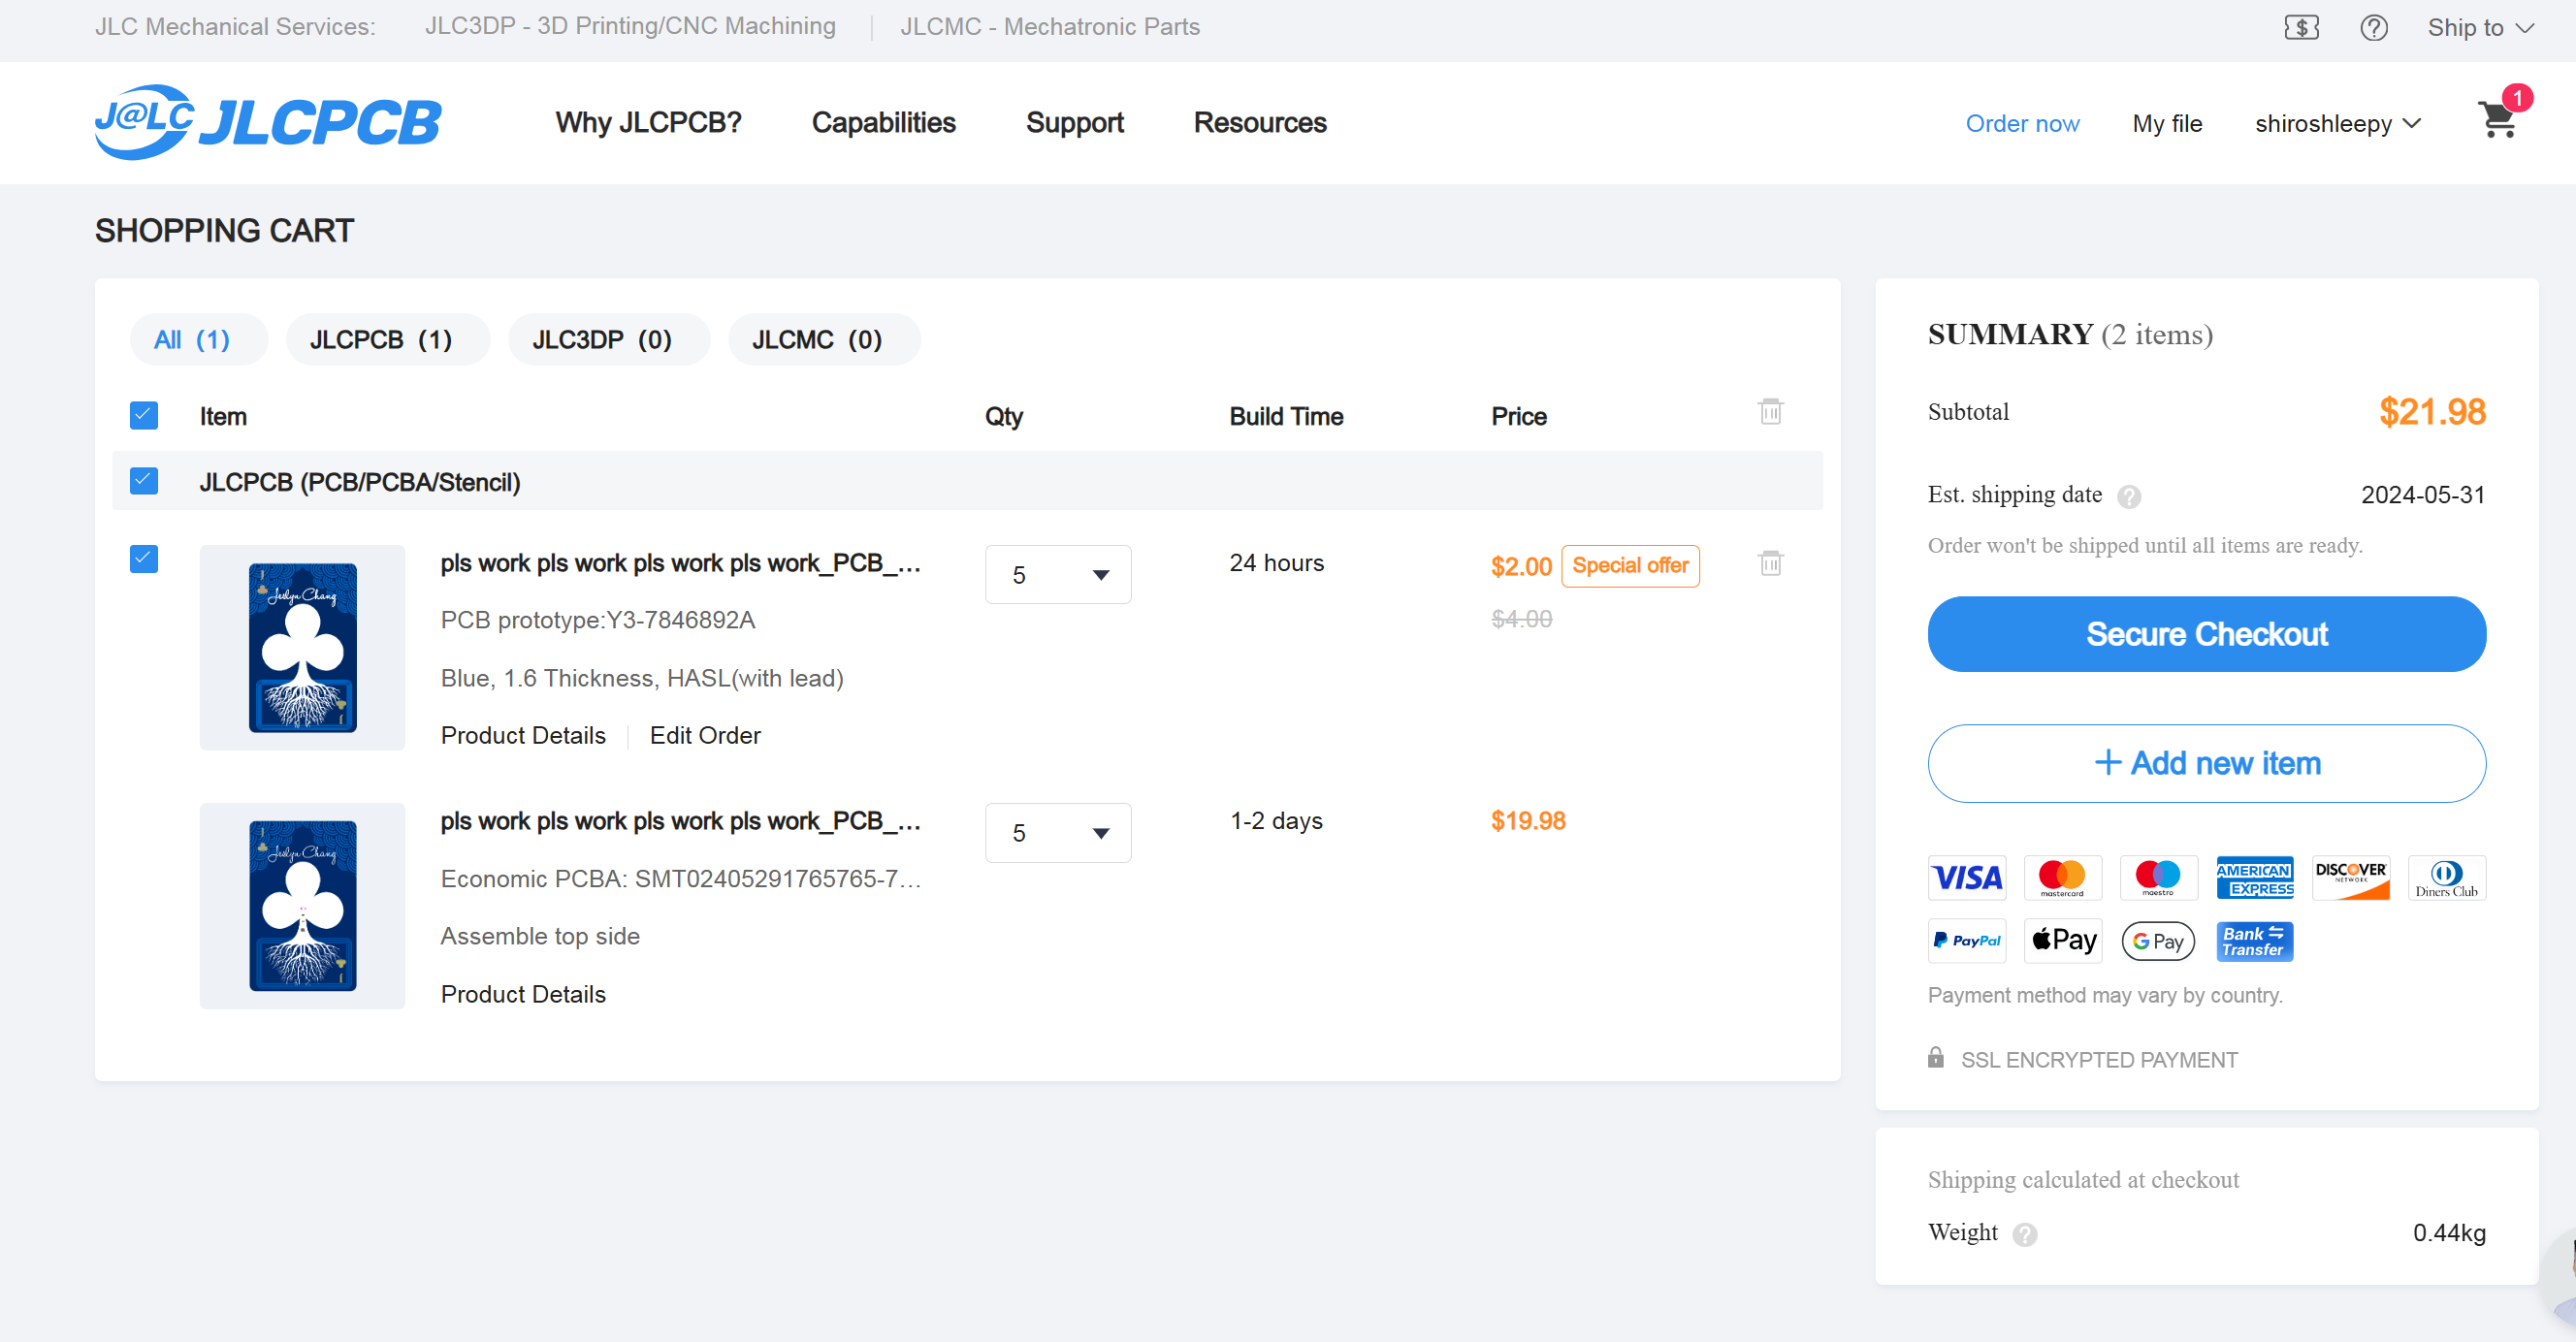 JLC Mechanical Services: JLC3DP - 3D Printing/CNC Machining JLCMC - Mechatronic Parts Ship to
J@LC JLCPCB Why JLCPCB? Capabilities Support Resources Order now My file shiroshleepy 1
SHOPPING CART
All (1) JLCPCB (1) JLC3DP (0) JLCMC (0)
Item Qty Build Time Price
JLCPCB (PCB/PCBA/Stencil)
pls work pls work pls work pls work_PCB_... 5 24 hours $2.00 Special offer
$4.00
PCB prototype:Y3-7846892A
Blue, 1.6 Thickness, HASL(with lead)
Product Details Edit Order
J
Jeslyn Chang
J
pls work pls work pls work pls work_PCB_... 5 1-2 days $19.98
Economic PCBA: SMT02405291765765-7...
Assemble top side
Product Details
J
Jeslyn Chang
J
SUMMARY (2 items)
Subtotal $21.98
Est. shipping date ? 2024-05-31
Order won't be shipped until all items are ready.
Secure Checkout
+ Add new item
VISA mastercard maestro AMERICAN EXPRESS DISCOVER NETWORK Diners Club
PayPal Pay G Pay Bank Transfer
Payment method may vary by country.
SSL ENCRYPTED PAYMENT
Shipping calculated at checkout
Weight ? 0.44kg